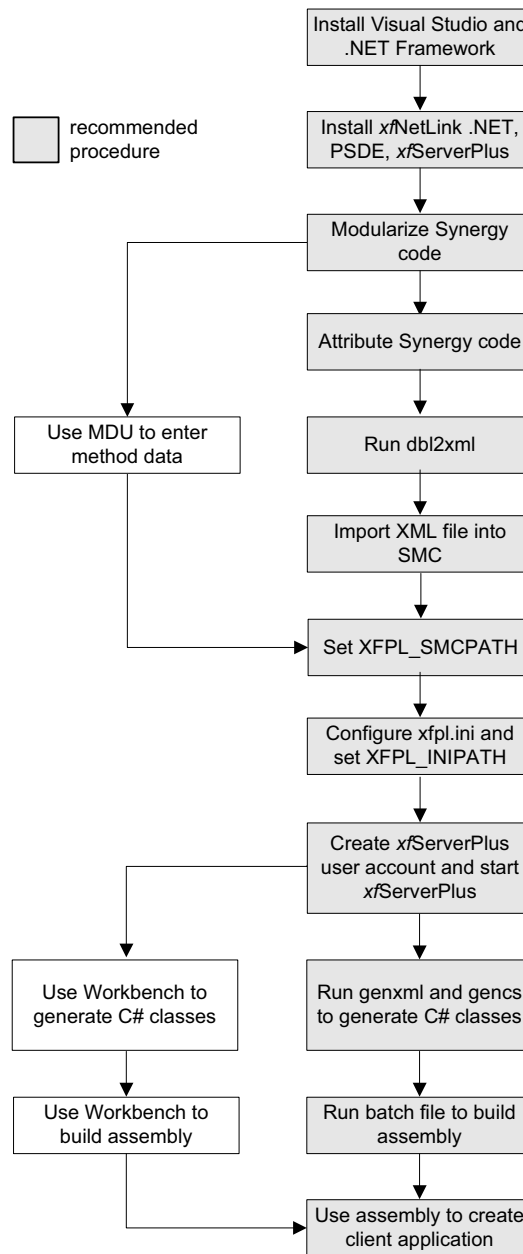 Install Visual Studio and
.NET Framework
recommended
procedure
Install xfNetLink .NET,
PSDE, xfServerPlus
Modularize Synergy
code
Attribute Synergy code
Use MDU to enter
method data
Run dbl2xml
Import XML file into
SMC
Set XFPL_SMCPATH
Configure xfpl.ini and
set XFPL_INIPATH
Create xfServerPlus
user account and start
xfServerPlus
Use Workbench to
generate C# classes
Run genxml and gencs
to generate C# classes
Use Workbench to
build assembly
Run batch file to build
assembly
Use assembly to create
client application